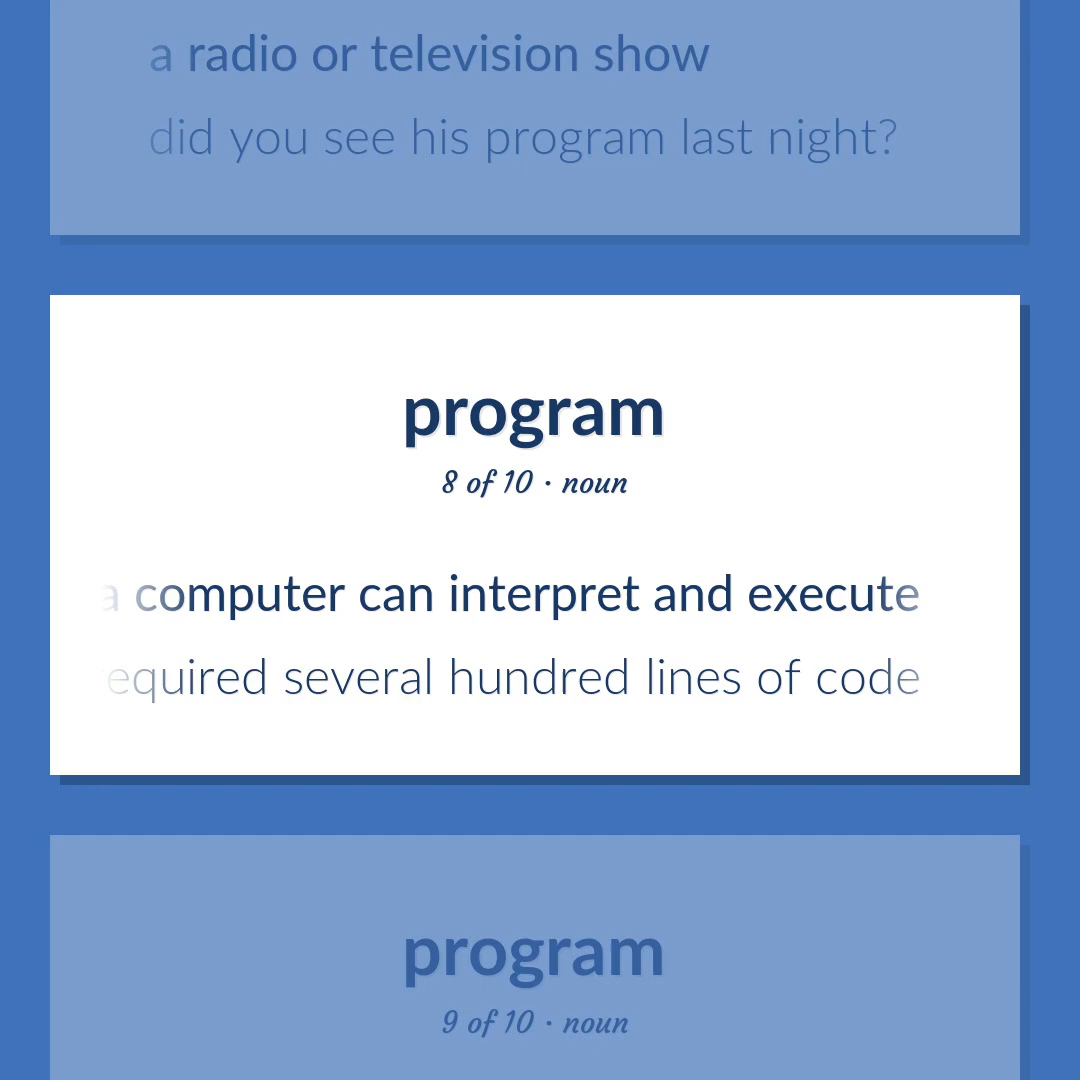 a radio or television show
did you see his program last night?
program
8 of 10 · noun
a computer can interpret and execute
equired several hundred lines of code
program
9 of 10 · noun